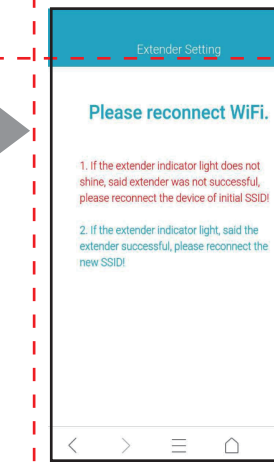 Extender Setting
Please reconnect WiFi.
1. If the extender indicator light does not
shine, said extender was not successful,
please reconnect the device of initial SSID!
2. If the extender indicator light, said the
extender successful, please reconnect the
new SSID!